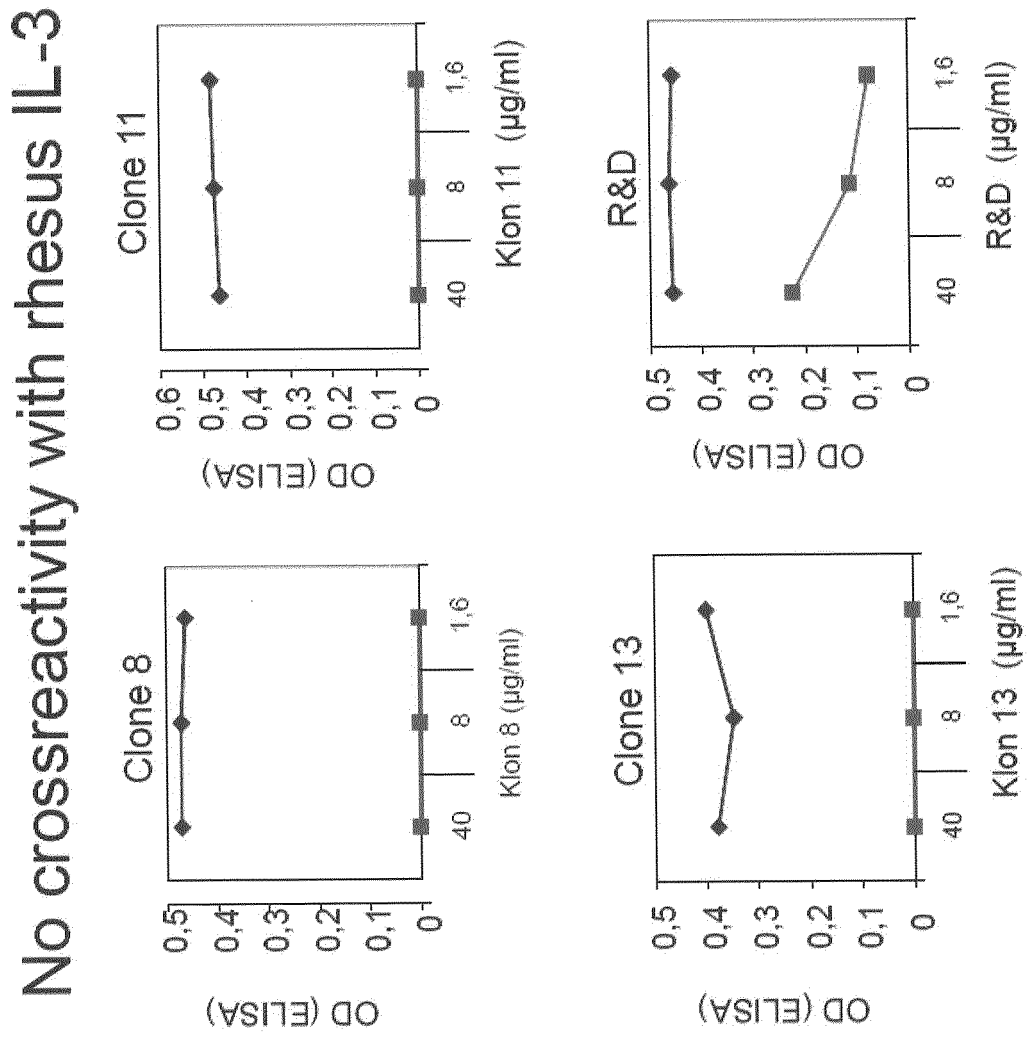 No crossreactivity with rhesus IL-3
Clone 8
0,5
0,4
0,3
0,2
0,1
0
OD (ELISA)
40
8
1,6
Klon 8 (µg/ml)
Clone 11
0,6
0,5
0,4
0,3
0,2
0,1
0
OD (ELISA)
40
8
1,6
Klon 11 (µg/ml)
Clone 13
0,5
0,4
0,3
0,2
0,1
0
OD (ELISA)
40
8
1,6
Klon 13 (µg/ml)
R&D
0,5
0,4
0,3
0,2
0,1
0
OD (ELISA)
40
8
1,6
R&D (µg/ml)